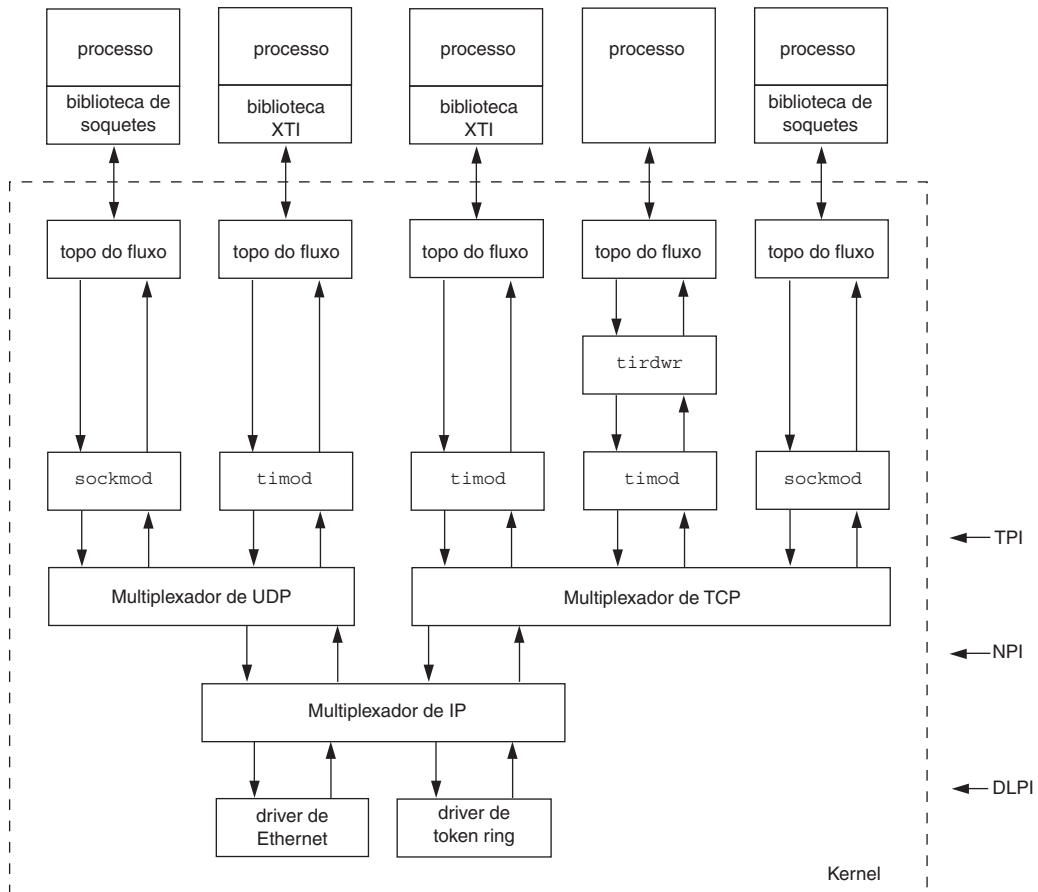 processo
processo
processo
processo
processo
biblioteca de
soquetes
biblioteca
XTI
biblioteca
XTI
biblioteca de
soquetes
topo do fluxo
topo do fluxo
topo do fluxo
topo do fluxo
topo do fluxo
tirdwr
sockmod
timod
timod
timod
sockmod
TPI
Multiplexador de UDP
Multiplexador de TCP
NPI
Multiplexador de IP
DLPI
driver de
Ethernet
driver de
token ring
Kernel